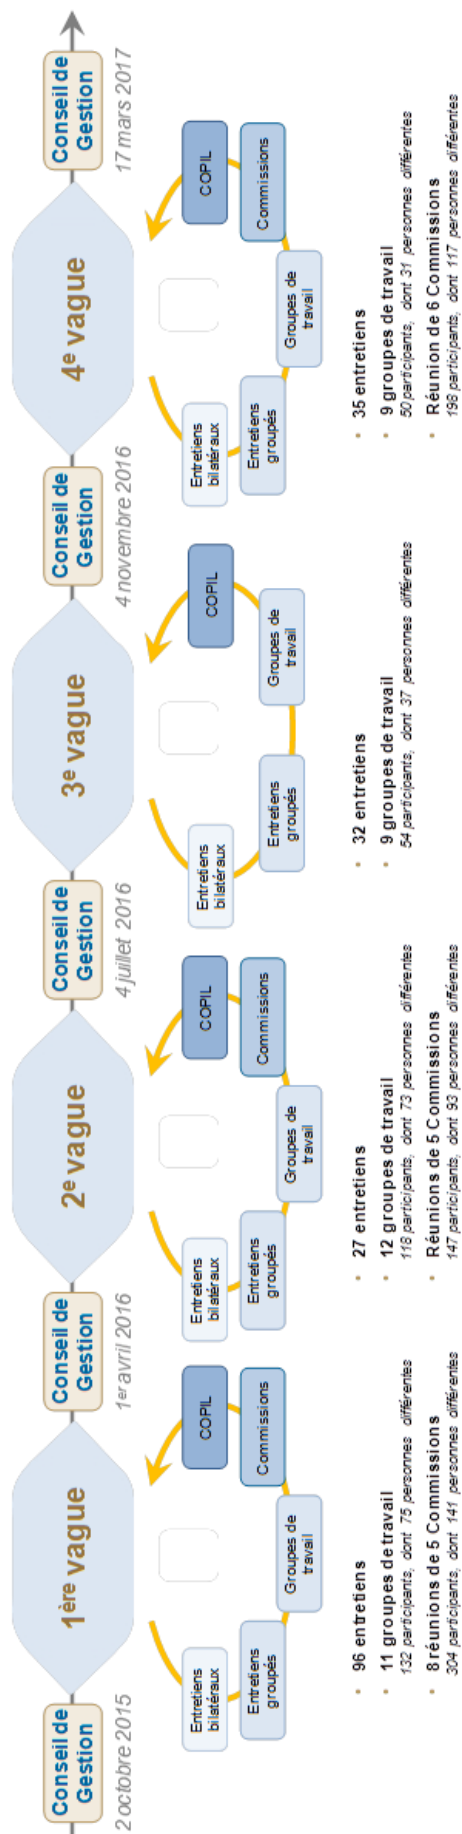 Conseil de
Gestion
2 octobre 2015
1ère vague
Conseil de
Gestion
1er avril 2016
2e vague
Conseil de
Gestion
4 juillet 2016
3e vague
Conseil de
Gestion
4 novembre 2016
4e vague
Conseil de
Gestion
17 mars 2017
Entretiens
bilatéraux
Entretiens
groupés
Groupes de
travail
Commissions
COPIL
• 96 entretiens
• 11 groupes de travail
132 participants, dont 75 personnes différentes
• 8 réunions de 5 Commissions
304 participants, dont 141 personnes différentes
Entretiens
bilatéraux
Entretiens
groupés
Groupes de
travail
Commissions
COPIL
• 27 entretiens
• 12 groupes de travail
118 participants, dont 73 personnes différentes
• Réunions de 5 Commissions
147 participants, dont 93 personnes différentes
Entretiens
bilatéraux
Entretiens
groupés
Groupes de
travail
COPIL
• 32 entretiens
• 9 groupes de travail
54 participants, dont 37 personnes différentes
Entretiens
bilatéraux
Entretiens
groupés
Groupes de
travail
Commissions
COPIL
• 35 entretiens
• 9 groupes de travail
50 participants, dont 31 personnes différentes
• Réunion de 6 Commissions
198 participants, dont 117 personnes différentes